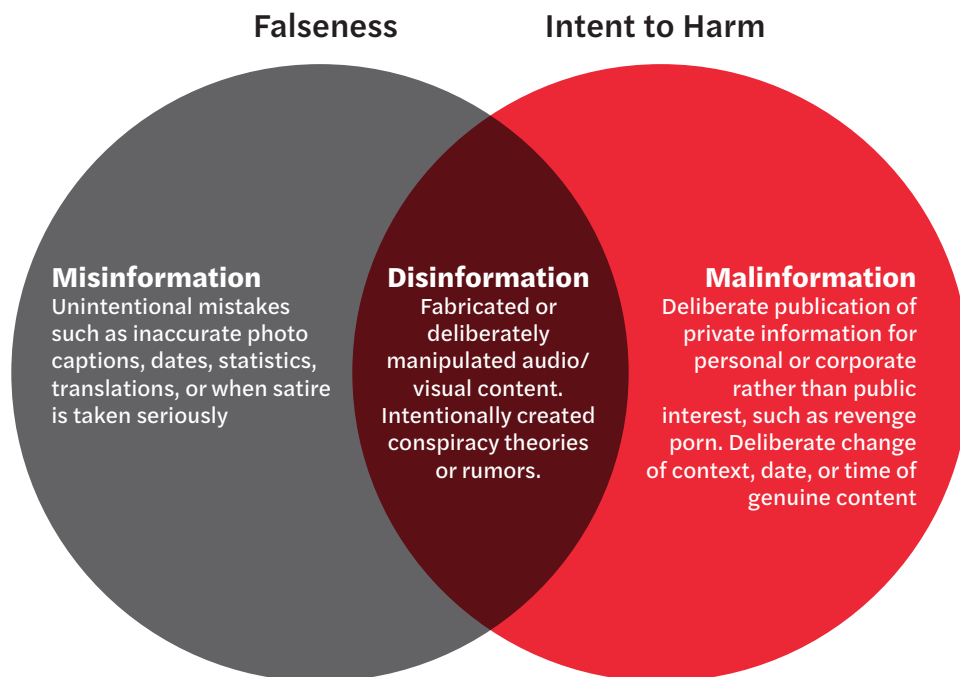 Falseness
Intent to Harm
Misinformation
Unintentional mistakes
such as inaccurate photo
captions, dates, statistics,
translations, or when satire
is taken seriously
Disinformation
Fabricated or
deliberately
manipulated audio/
visual content.
Intentionally created
conspiracy theories
or rumors.
Malinformation
Deliberate publication of
private information for
personal or corporate
rather than public
interest, such as revenge
porn. Deliberate change
of context, date, or time of
genuine content